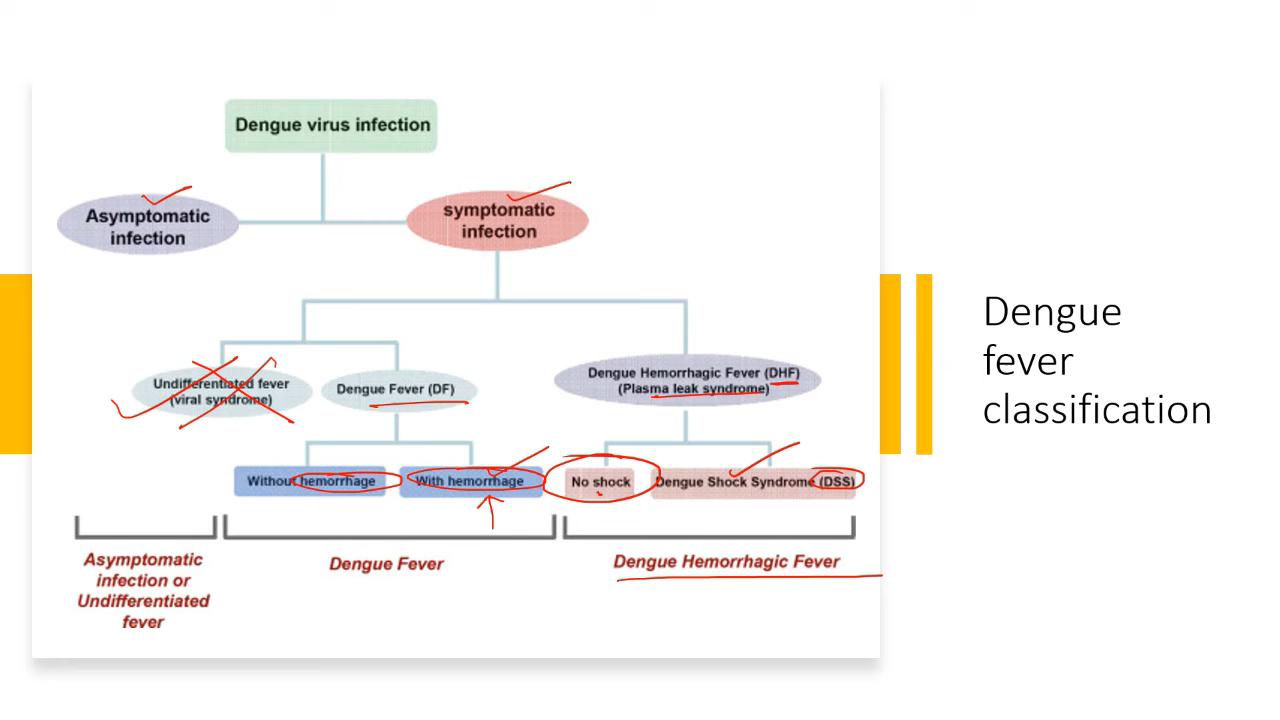 Dengue virus infection
Asymptomatic
infection
symptomatic
infection
Undifferentiated fever
(viral syndrome)
Dengue Fever (DF)
Dengue Hemorrhagic Fever (DHF)
(Plasma leak syndrome)
Without hemorrhage
With hemorrhage
No shock
Dengue Shock Syndrome (DSS)
Asymptomatic
infection or
Undifferentiated
fever
Dengue Fever
Dengue Hemorrhagic Fever
Dengue
fever
classification